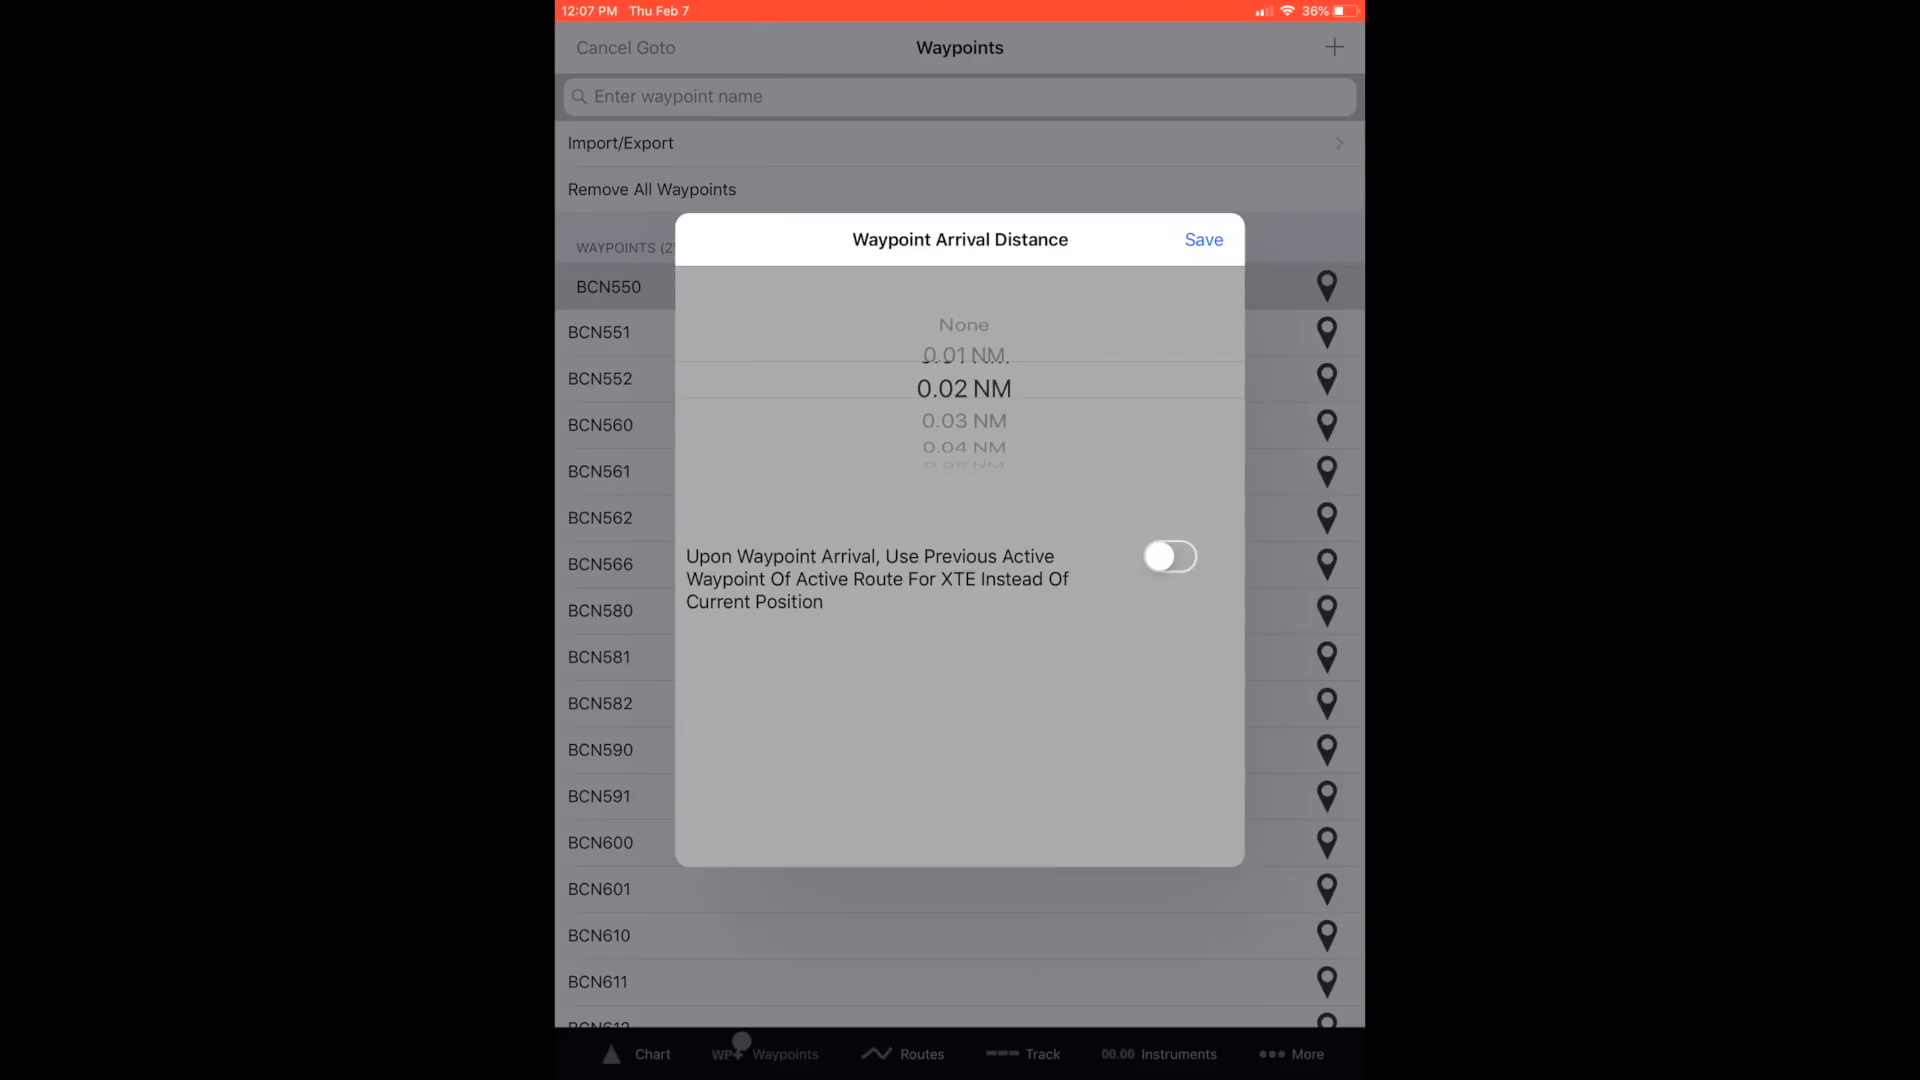 12:07 PM Thu Feb 7 36%
Cancel Goto Waypoints
Enter waypoint name
Import/Export
Remove All Waypoints
Waypoint Arrival Distance Save
WAYPOINTS
BCN550
None
BCN551
0.01 NM
BCN552
0.02 NM
BCN560
0.03 NM
0.04 NM
0.05 NM
BCN561
BCN562
Upon Waypoint Arrival, Use Previous Active
Waypoint Of Active Route For XTE Instead Of
Current Position
BCN566
BCN580
BCN581
BCN582
BCN590
BCN591
BCN600
BCN601
BCN610
BCN611
Chart WP+ Waypoints Routes Track 00.00 Instruments More